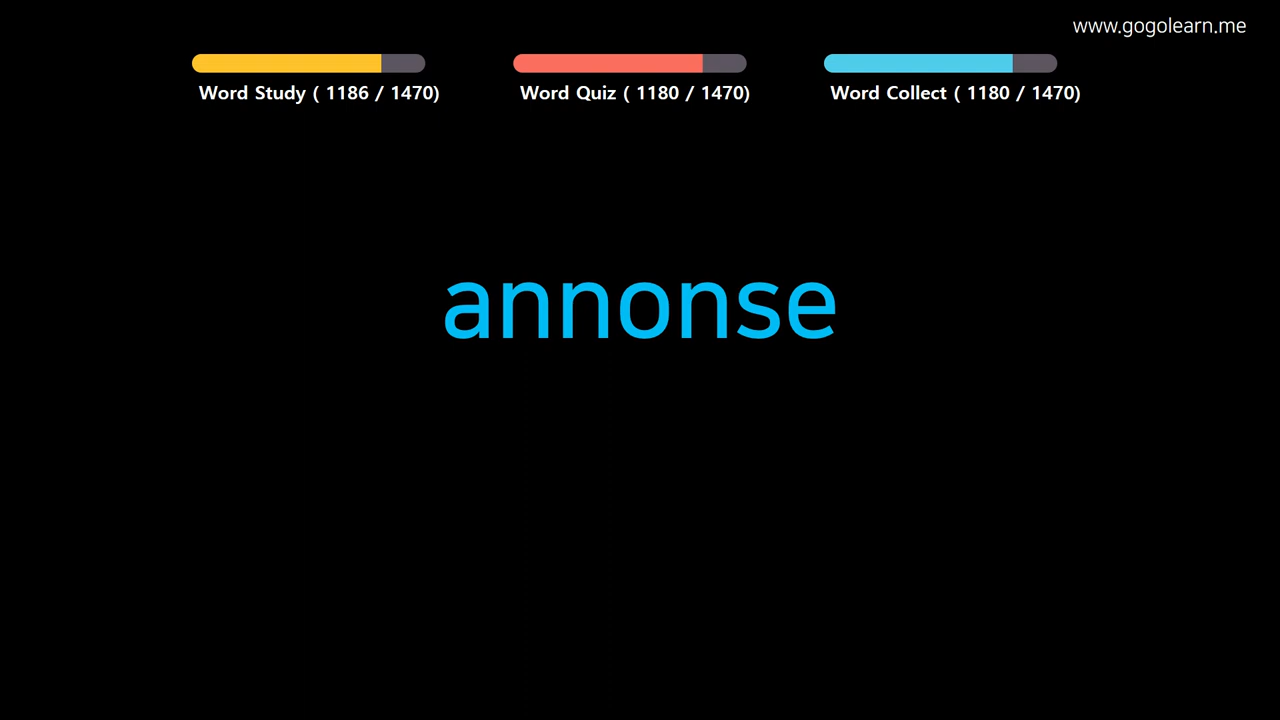 www.gogolearn.me
Word Study ( 1186 / 1470)
Word Quiz ( 1180 / 1470)
Word Collect ( 1180 / 1470)
annonse